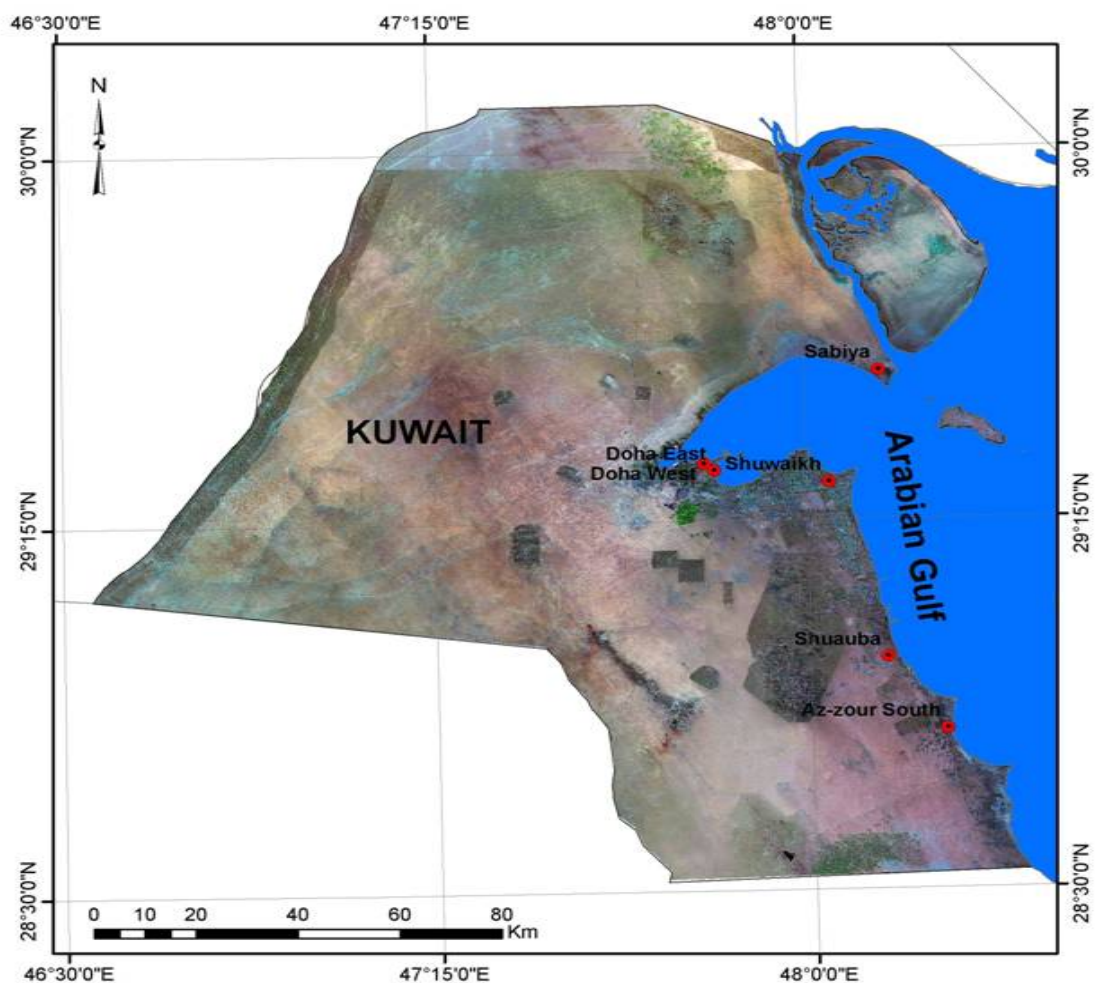 46°30'0"E 47°15'0"E 48°0'0"E
N
30°0'0"N 30°0'0"N
Sabiya
KUWAIT
Arabian Gulf
Doha East
Doha West
Shuwaikh
29°15'0"N 29°15'0"N
Shuauba
Az-zour South
28°30'0"N 28°30'0"N
0 10 20 40 60 80
Km
46°30'0"E 47°15'0"E 48°0'0"E